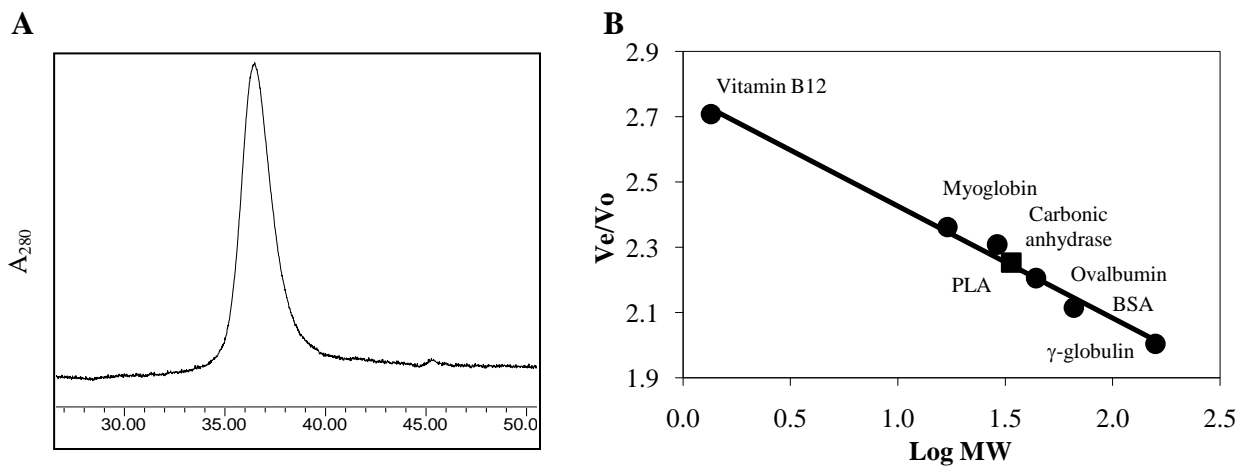 A
A280
30.00 35.00 40.00 45.00 50.0
B
2.9
2.7
2.5
2.3
2.1
1.9
Ve/Vo
Vitamin B12
Myoglobin
Carbonic
anhydrase
PLA
Ovalbumin
BSA
γ-globulin
0.0 0.5 1.0 1.5 2.0 2.5
Log MW